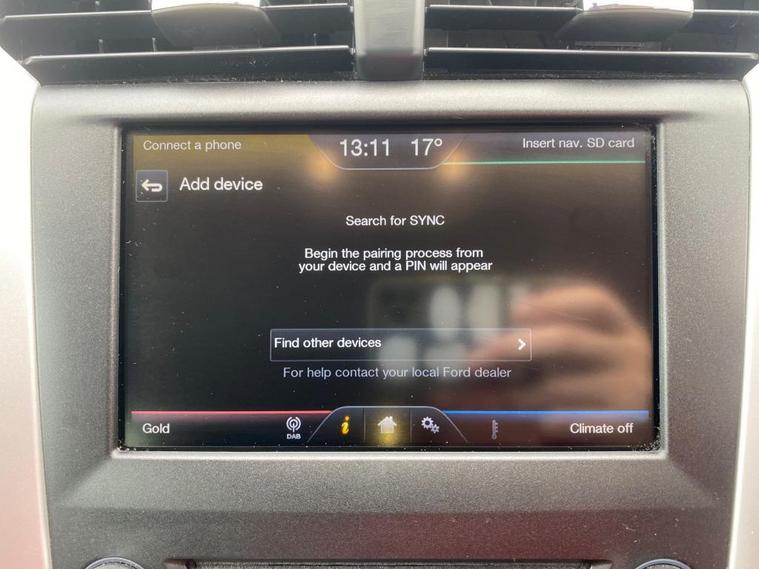 Connect a phone
13:11 17°
Insert nav. SD card
Add device
Search for SYNC
Begin the pairing process from
your device and a PIN will appear
Find other devices
For help contact your local Ford dealer
Gold
DAB
i
Climate off